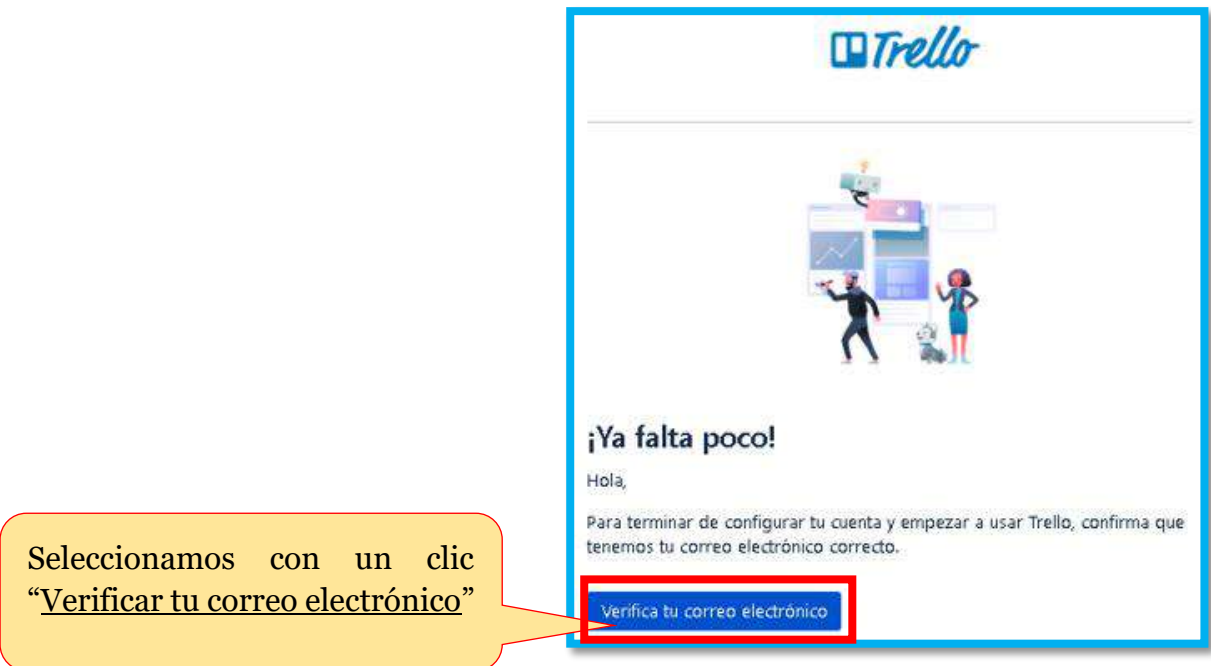 Trello
¡Ya falta poco!
Hola,
Para terminar de configurar tu cuenta y empezar a usar Trello, confirma que
tenemos tu correo electrónico correcto.
Seleccionamos con un clic
“Verificar tu correo electrónico”
Verifica tu correo electrónico